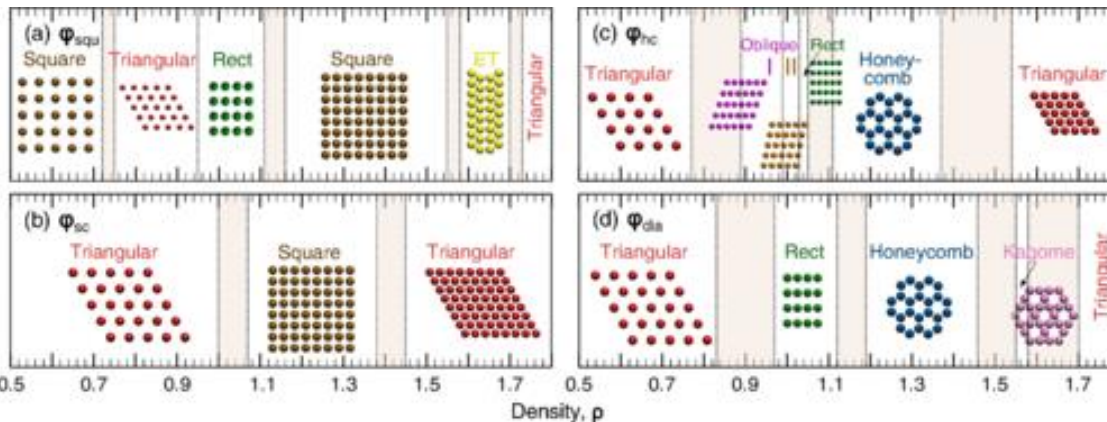 (a) φsqu
Square
Triangular
Rect
Square
ET
Triangular
(b) φsc
Triangular
Square
Triangular
(c) φhc
Triangular
Oblique
I
II
Rect
Honey-
comb
Triangular
(d) φdia
Triangular
Rect
Honeycomb
Kagome
Triangular
0.5 0.7 0.9 1.1 1.3 1.5 1.7
0.5 0.7 0.9 1.1 1.3 1.5 1.7
Density, ρ